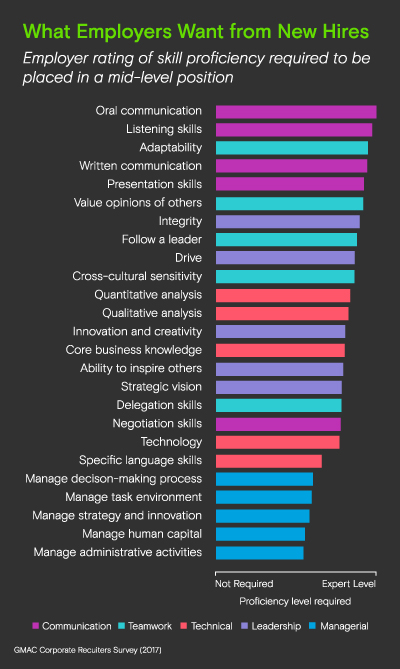 What Employers Want from New Hires
Employer rating of skill proficiency required to be
placed in a mid-level position
Oral communication
Listening skills
Adaptability
Written communication
Presentation skills
Value opinions of others
Integrity
Follow a leader
Drive
Cross-cultural sensitivity
Quantitative analysis
Qualitative analysis
Innovation and creativity
Core business knowledge
Ability to inspire others
Strategic vision
Delegation skills
Negotiation skills
Technology
Specific language skills
Manage decison-making process
Manage task environment
Manage strategy and innovation
Manage human capital
Manage administrative activities
Not Required Expert Level
Proficiency level required
Communication Teamwork Technical Leadership Managerial
GMAC Corporate Recuiters Survey (2017)